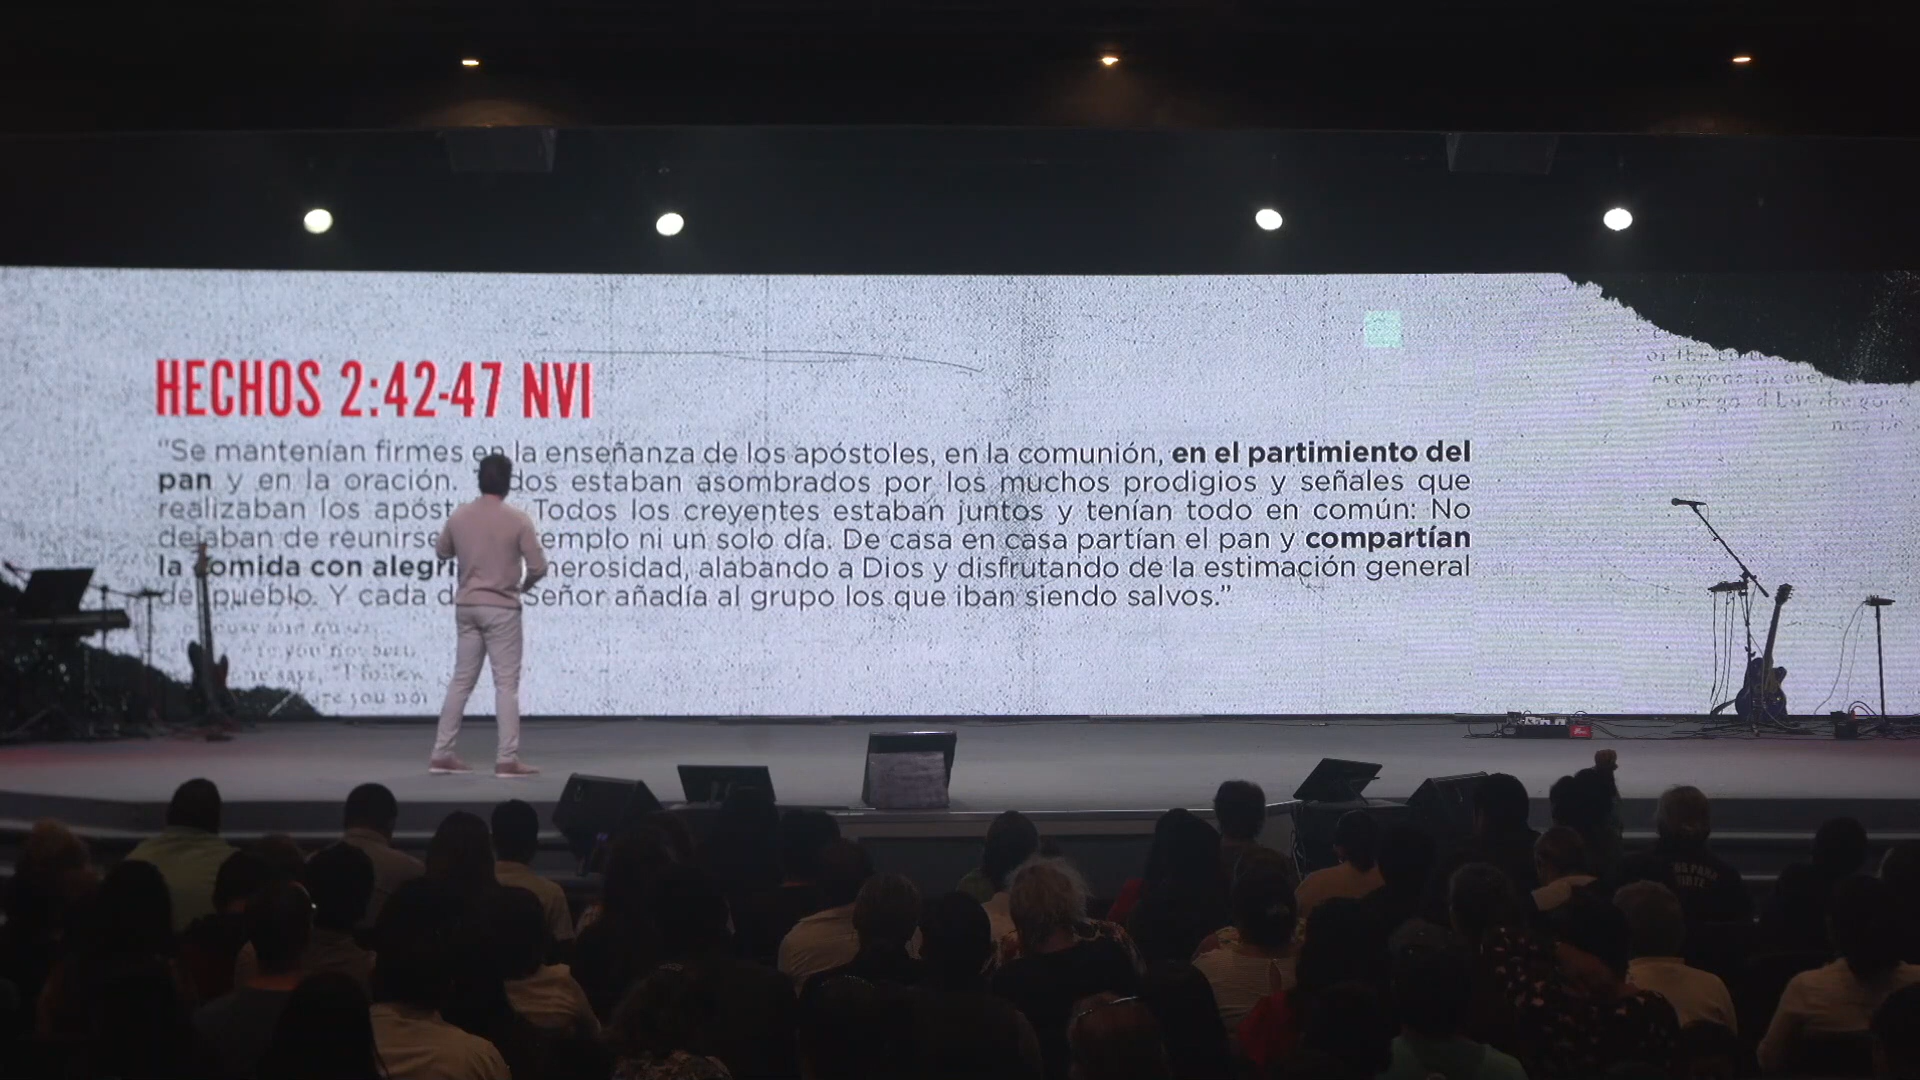 HECHOS 2:42-47 NVI
“Se mantenían firmes en la enseñanza de los apóstoles, en la comunión, en el partimiento del
pan y en la oración. dos estaban asombrados por los muchos prodigios y señales que
realizaban los apóst Todos los creyentes estaban juntos y tenían todo en común: No
dejaban de reunirse emplo ni un solo día. De casa en casa partían el pan y compartían
la comida con alegrí nerosidad, alabando a Dios y disfrutando de la estimación general
del pueblo. Y cada d Señor añadía al grupo los que iban siendo salvos.”